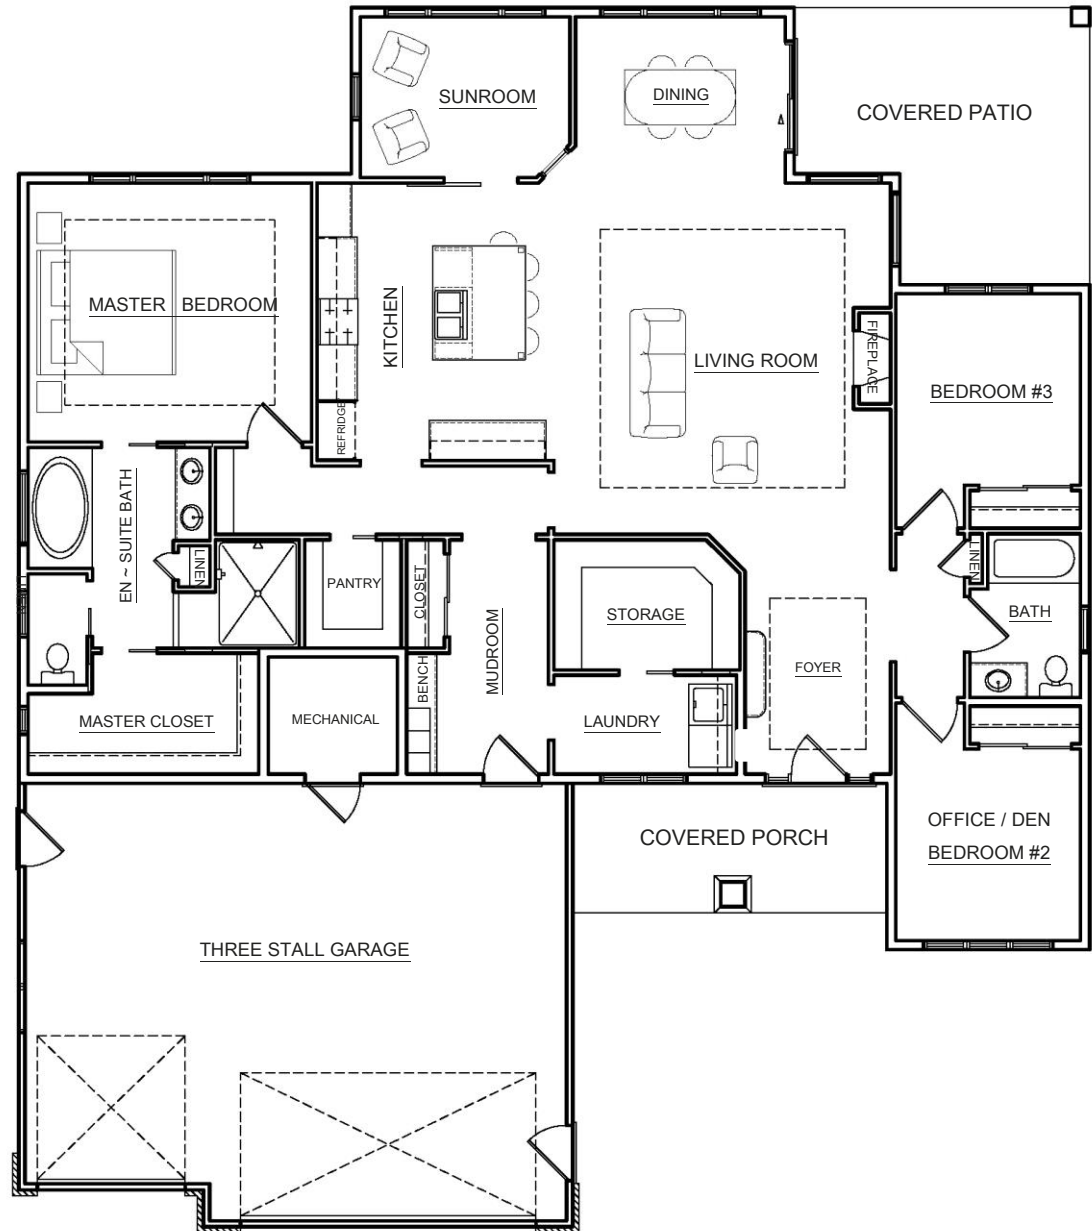 SUNROOM
DINING
COVERED PATIO
MASTER BEDROOM
KITCHEN
LIVING ROOM
FIREPLACE
BEDROOM #3
REFRIDGE
EN ~ SUITE BATH
LINEN
PANTRY
CLOSET
STORAGE
LINEN
BATH
MUDROOM
BENCH
FOYER
MASTER CLOSET
MECHANICAL
LAUNDRY
COVERED PORCH
OFFICE / DEN
BEDROOM #2
THREE STALL GARAGE